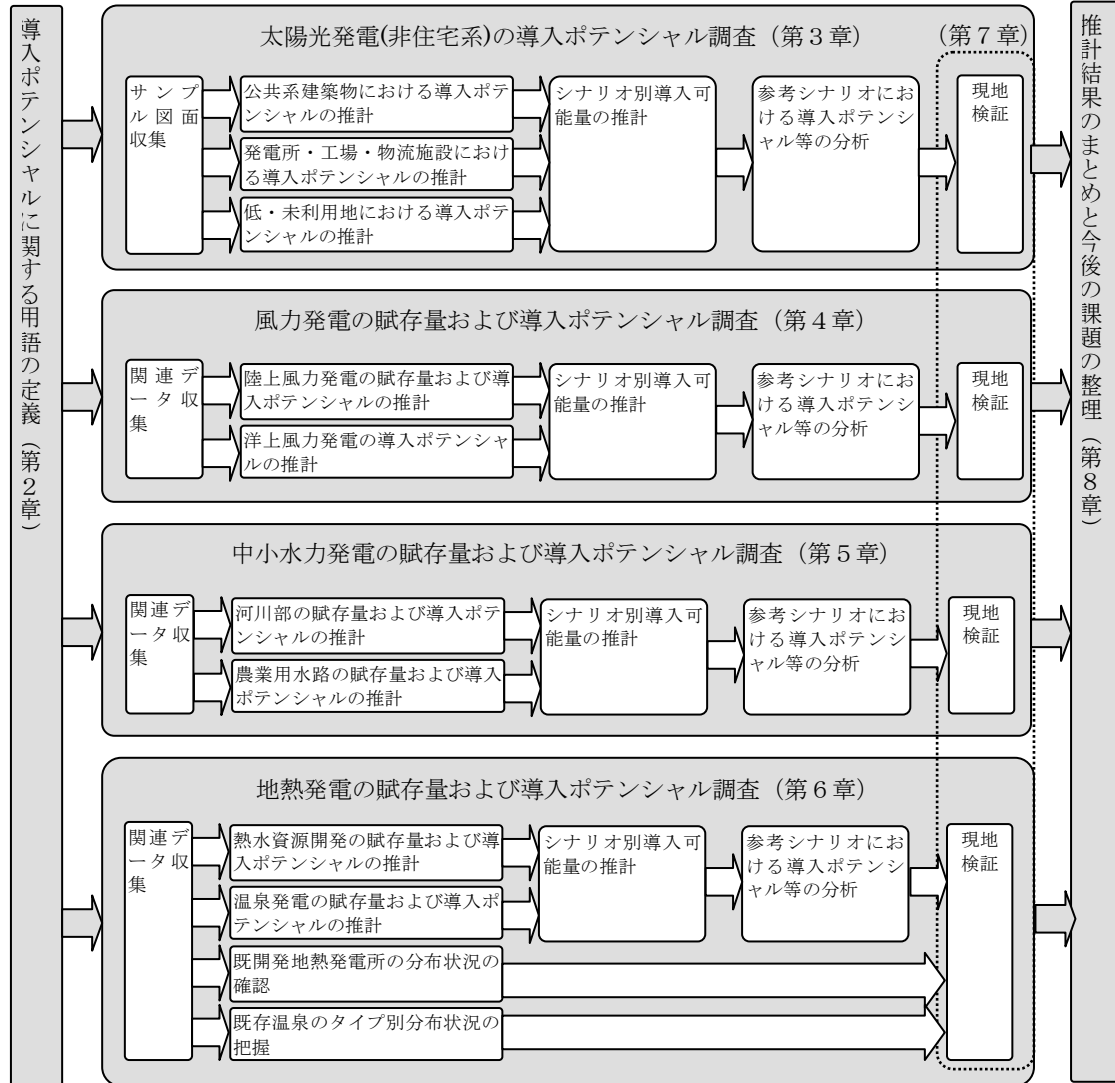 導入ポテンシャルに関する用語の定義（第２章）
太陽光発電(非住宅系)の導入ポテンシャル調査（第３章）
（第７章）
サンプ
ル図面
収集
公共系建築物における導入ポテ
ンシャルの推計
発電所・工場・物流施設におけ
る導入ポテンシャルの推計
低・未利用地における導入ポテ
ンシャルの推計
シナリオ別導入可
能量の推計
参考シナリオにお
ける導入ポテンシ
ャル等の分析
現地
検証
風力発電の賦存量および導入ポテンシャル調査（第４章）
関連デ
ータ収
集
陸上風力発電の賦存量および導
入ポテンシャルの推計
洋上風力発電の導入ポテンシャ
ルの推計
シナリオ別導入可
能量の推計
参考シナリオにお
ける導入ポテンシ
ャル等の分析
現地
検証
中小水力発電の賦存量および導入ポテンシャル調査（第５章）
関連デ
ータ収
集
河川部の賦存量および導入ポテ
ンシャルの推計
農業用水路の賦存量および導入
ポテンシャルの推計
シナリオ別導入可
能量の推計
参考シナリオにお
ける導入ポテンシ
ャル等の分析
現地
検証
地熱発電の賦存量および導入ポテンシャル調査（第６章）
関連デ
ータ収
集
熱水資源開発の賦存量および導
入ポテンシャルの推計
温泉発電の賦存量および導入ポ
テンシャルの推計
既開発地熱発電所の分布状況の
確認
既存温泉のタイプ別分布状況の
把握
シナリオ別導入可
能量の推計
参考シナリオにお
ける導入ポテンシ
ャル等の分析
現地
検証
推計結果のまとめと今後の課題の整理（第８章）